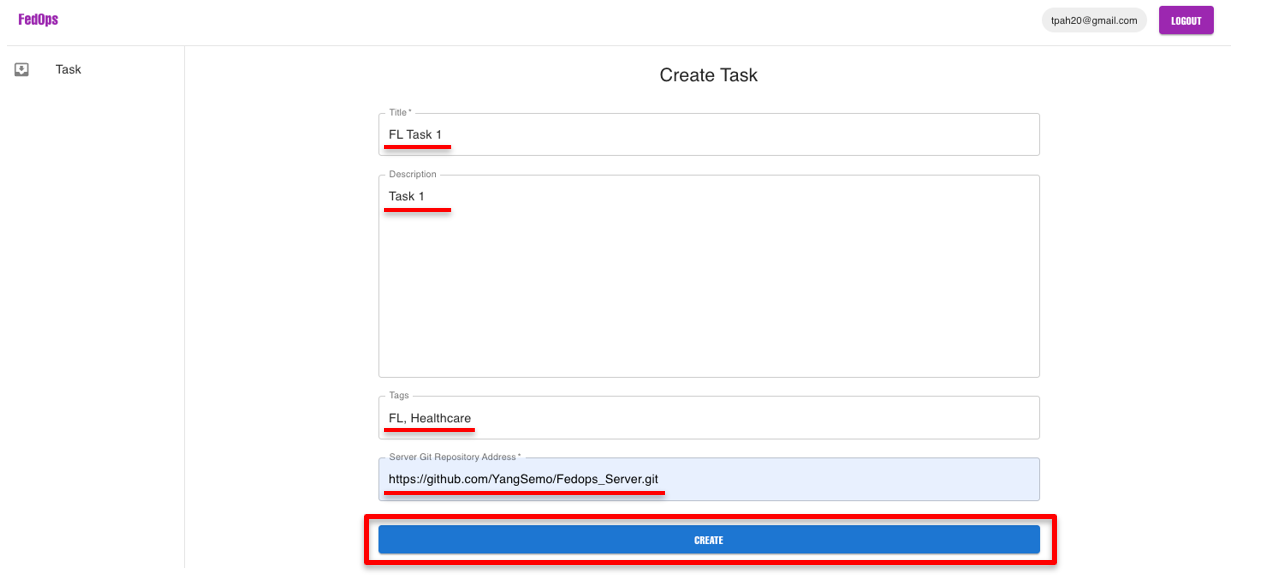 FedOps
tpah20@gmail.com
LOGOUT
Task
Create Task
Title *
FL Task 1
Description
Task 1
Tags
FL, Healthcare
Server Git Repository Address *
https://github.com/YangSemo/Fedops_Server.git
CREATE